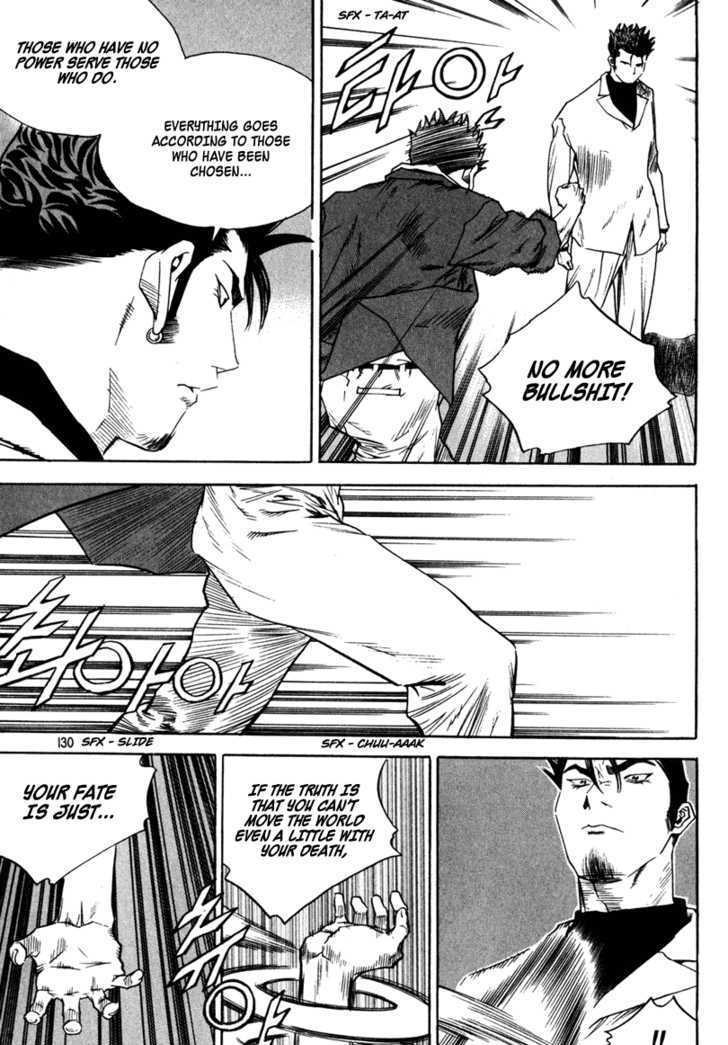 THOSE WHO HAVE NO
POWER SERVE THOSE
WHO DO.
EVERYTHING GOES
ACCORDING TO THOSE
WHO HAVE BEEN
CHOSEN...
SFX - TA-AT
타아아
NO MORE
BULLSHIT!
촤아아
130 SFX - SLIDE
SFX - CHUU-AAAK
YOUR FATE
IS JUST...
IF THE TRUTH IS
THAT YOU CAN'T
MOVE THE WORLD
EVEN A LITTLE WITH
YOUR DEATH,
!!